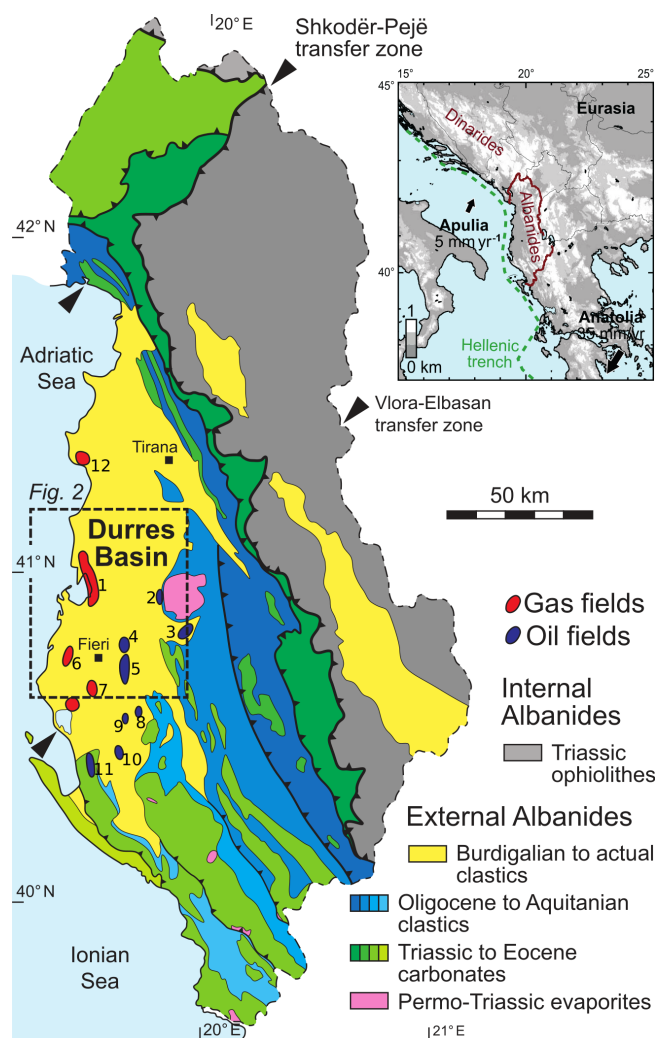 20°E
Shkodër-Pejë
transfer zone
15°
20°
25°
45°
Eurasia
Dinarides
Albanides
Apulia
5 mm yr⁻¹
40°
Anatolia
35 mm/yr
1
0 km
Hellenic
trench
42°N
Adriatic
Sea
Vlora-Elbasan
transfer zone
Tirana
12
Fig. 2
50 km
Durres
Basin
41°N
1
2
3
Fieri
4
5
6
7
8
9
10
11
Gas fields
Oil fields
Internal
Albanides
Triassic
ophiolithes
External Albanides
Burdigalian to actual
clastics
Oligocene to Aquitanian
clastics
Triassic to Eocene
carbonates
Permo-Triassic evaporites
40°N
Ionian
Sea
20°E
21°E